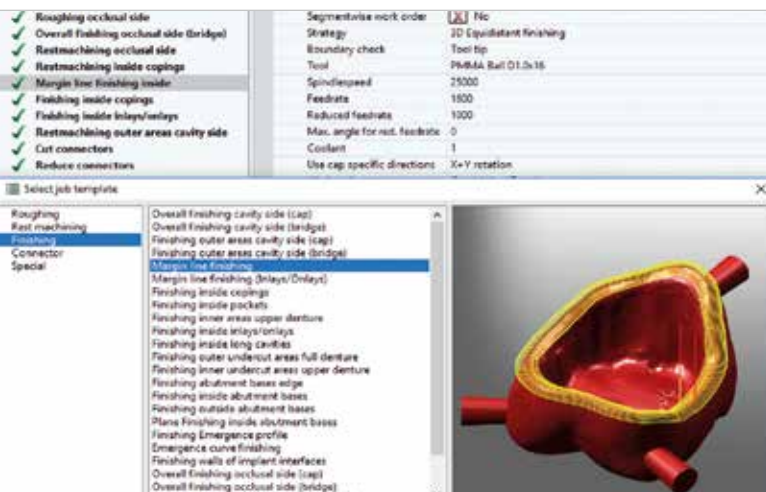 Roughing occlusal side
Overall finishing occlusal side (bridge)
Restmachining occlusal side
Restmachining inside copings
Margin line finishing inside
Finishing inside copings
Finishing inside inlays/onlays
Restmachining outer areas cavity side
Cut connectors
Reduce connectors
Segmentwise work order No
Strategy 3D Equidistant finishing
Boundary check Tool tip
Tool PMMA Ball D1.0x16
Spindlespeed 25000
Feedrate 1600
Reduced feedrate 1000
Max. angle for red. feedrate 0
Coolant 1
Use cap specific directions X+Y rotation
Select job template
Roughing
Rest machining
Finishing
Connector
Special
Overall finishing cavity side (cap)
Overall finishing cavity side (bridge)
Finishing outer areas cavity side (cap)
Finishing outer areas cavity side (bridge)
Margin line finishing
Margin line finishing (Inlays/Onlays)
Finishing inside copings
Finishing inside pockets
Finishing inner areas upper denture
Finishing inside inlays/onlays
Finishing inside long cavities
Finishing outer undercut areas full denture
Finishing inner undercut areas upper denture
Finishing abutment bases edge
Finishing inside abutment bases
Finishing outside abutment bases
Plane Finishing inside abutment bases
Finishing Emergence profile
Emergence curve finishing
Finishing walls of implant interfaces
Overall finishing occlusal side (cap)
Overall finishing occlusal side (bridge)